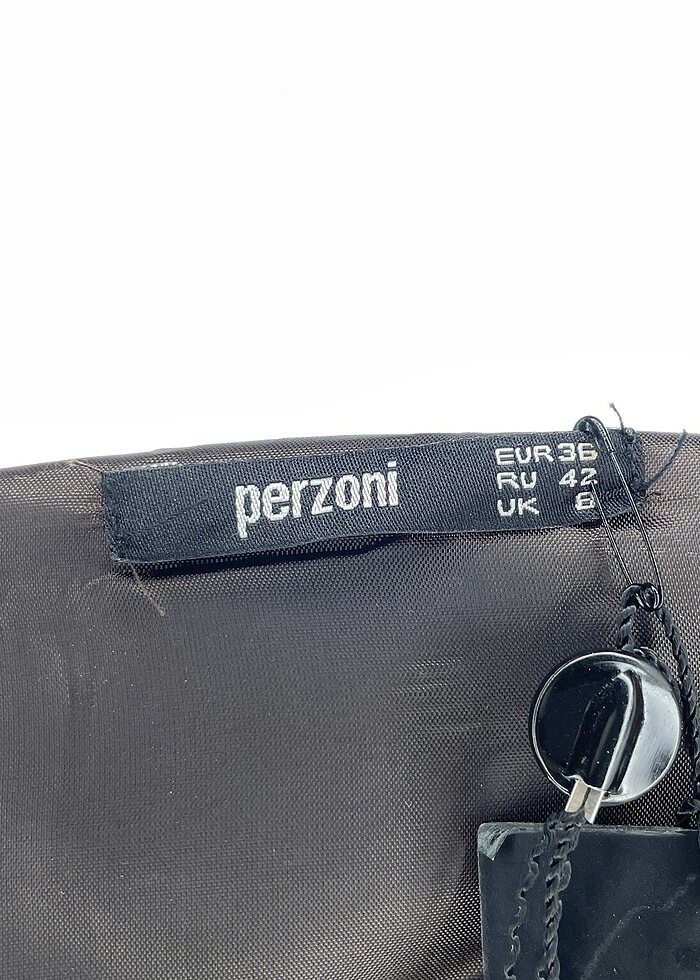 perzoni
EUR 36
RU 42
UK 8